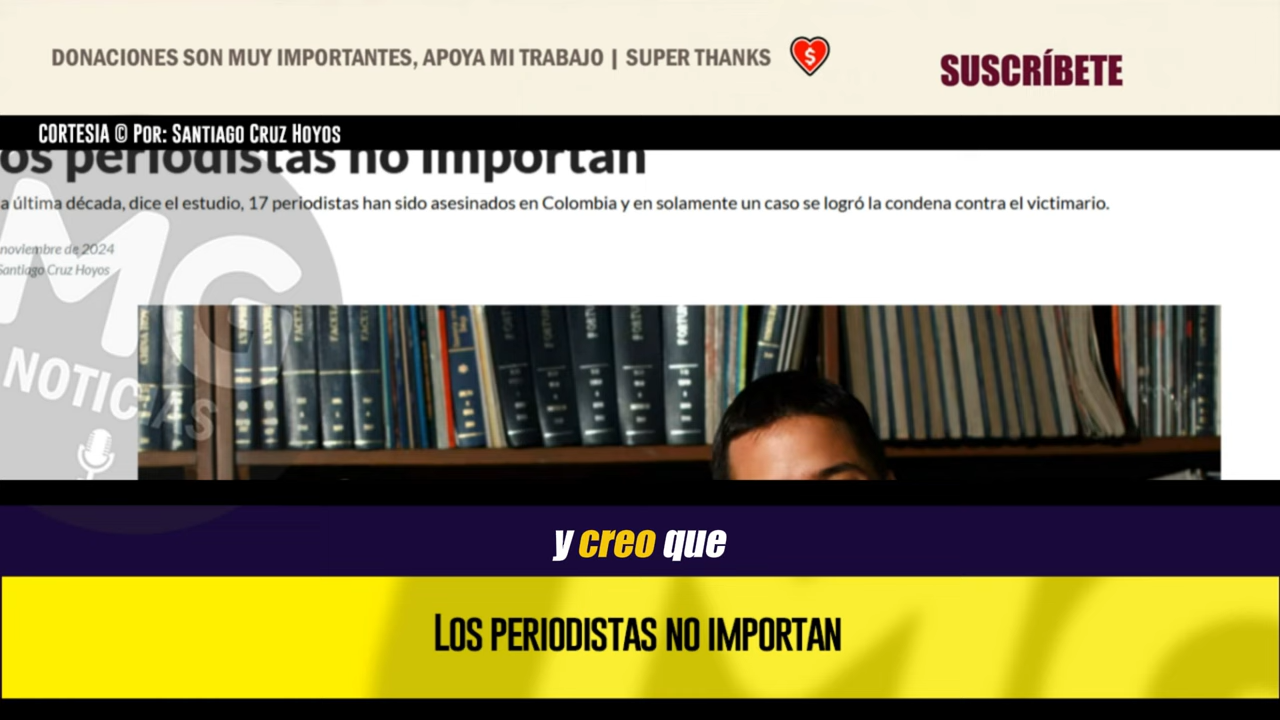 DONACIONES SON MUY IMPORTANTES, APOYA MI TRABAJO | SUPER THANKS
SUSCRÍBETE
CORTESIA © Por: Santiago Cruz Hoyos
os periodistas no importan
a última década, dice el estudio, 17 periodistas han sido asesinados en Colombia y en solamente un caso se logró la condena contra el victimario.
noviembre de 2024
Santiago Cruz Hoyos
MG
NOTICIAS
y creo que
Los periodistas no importan